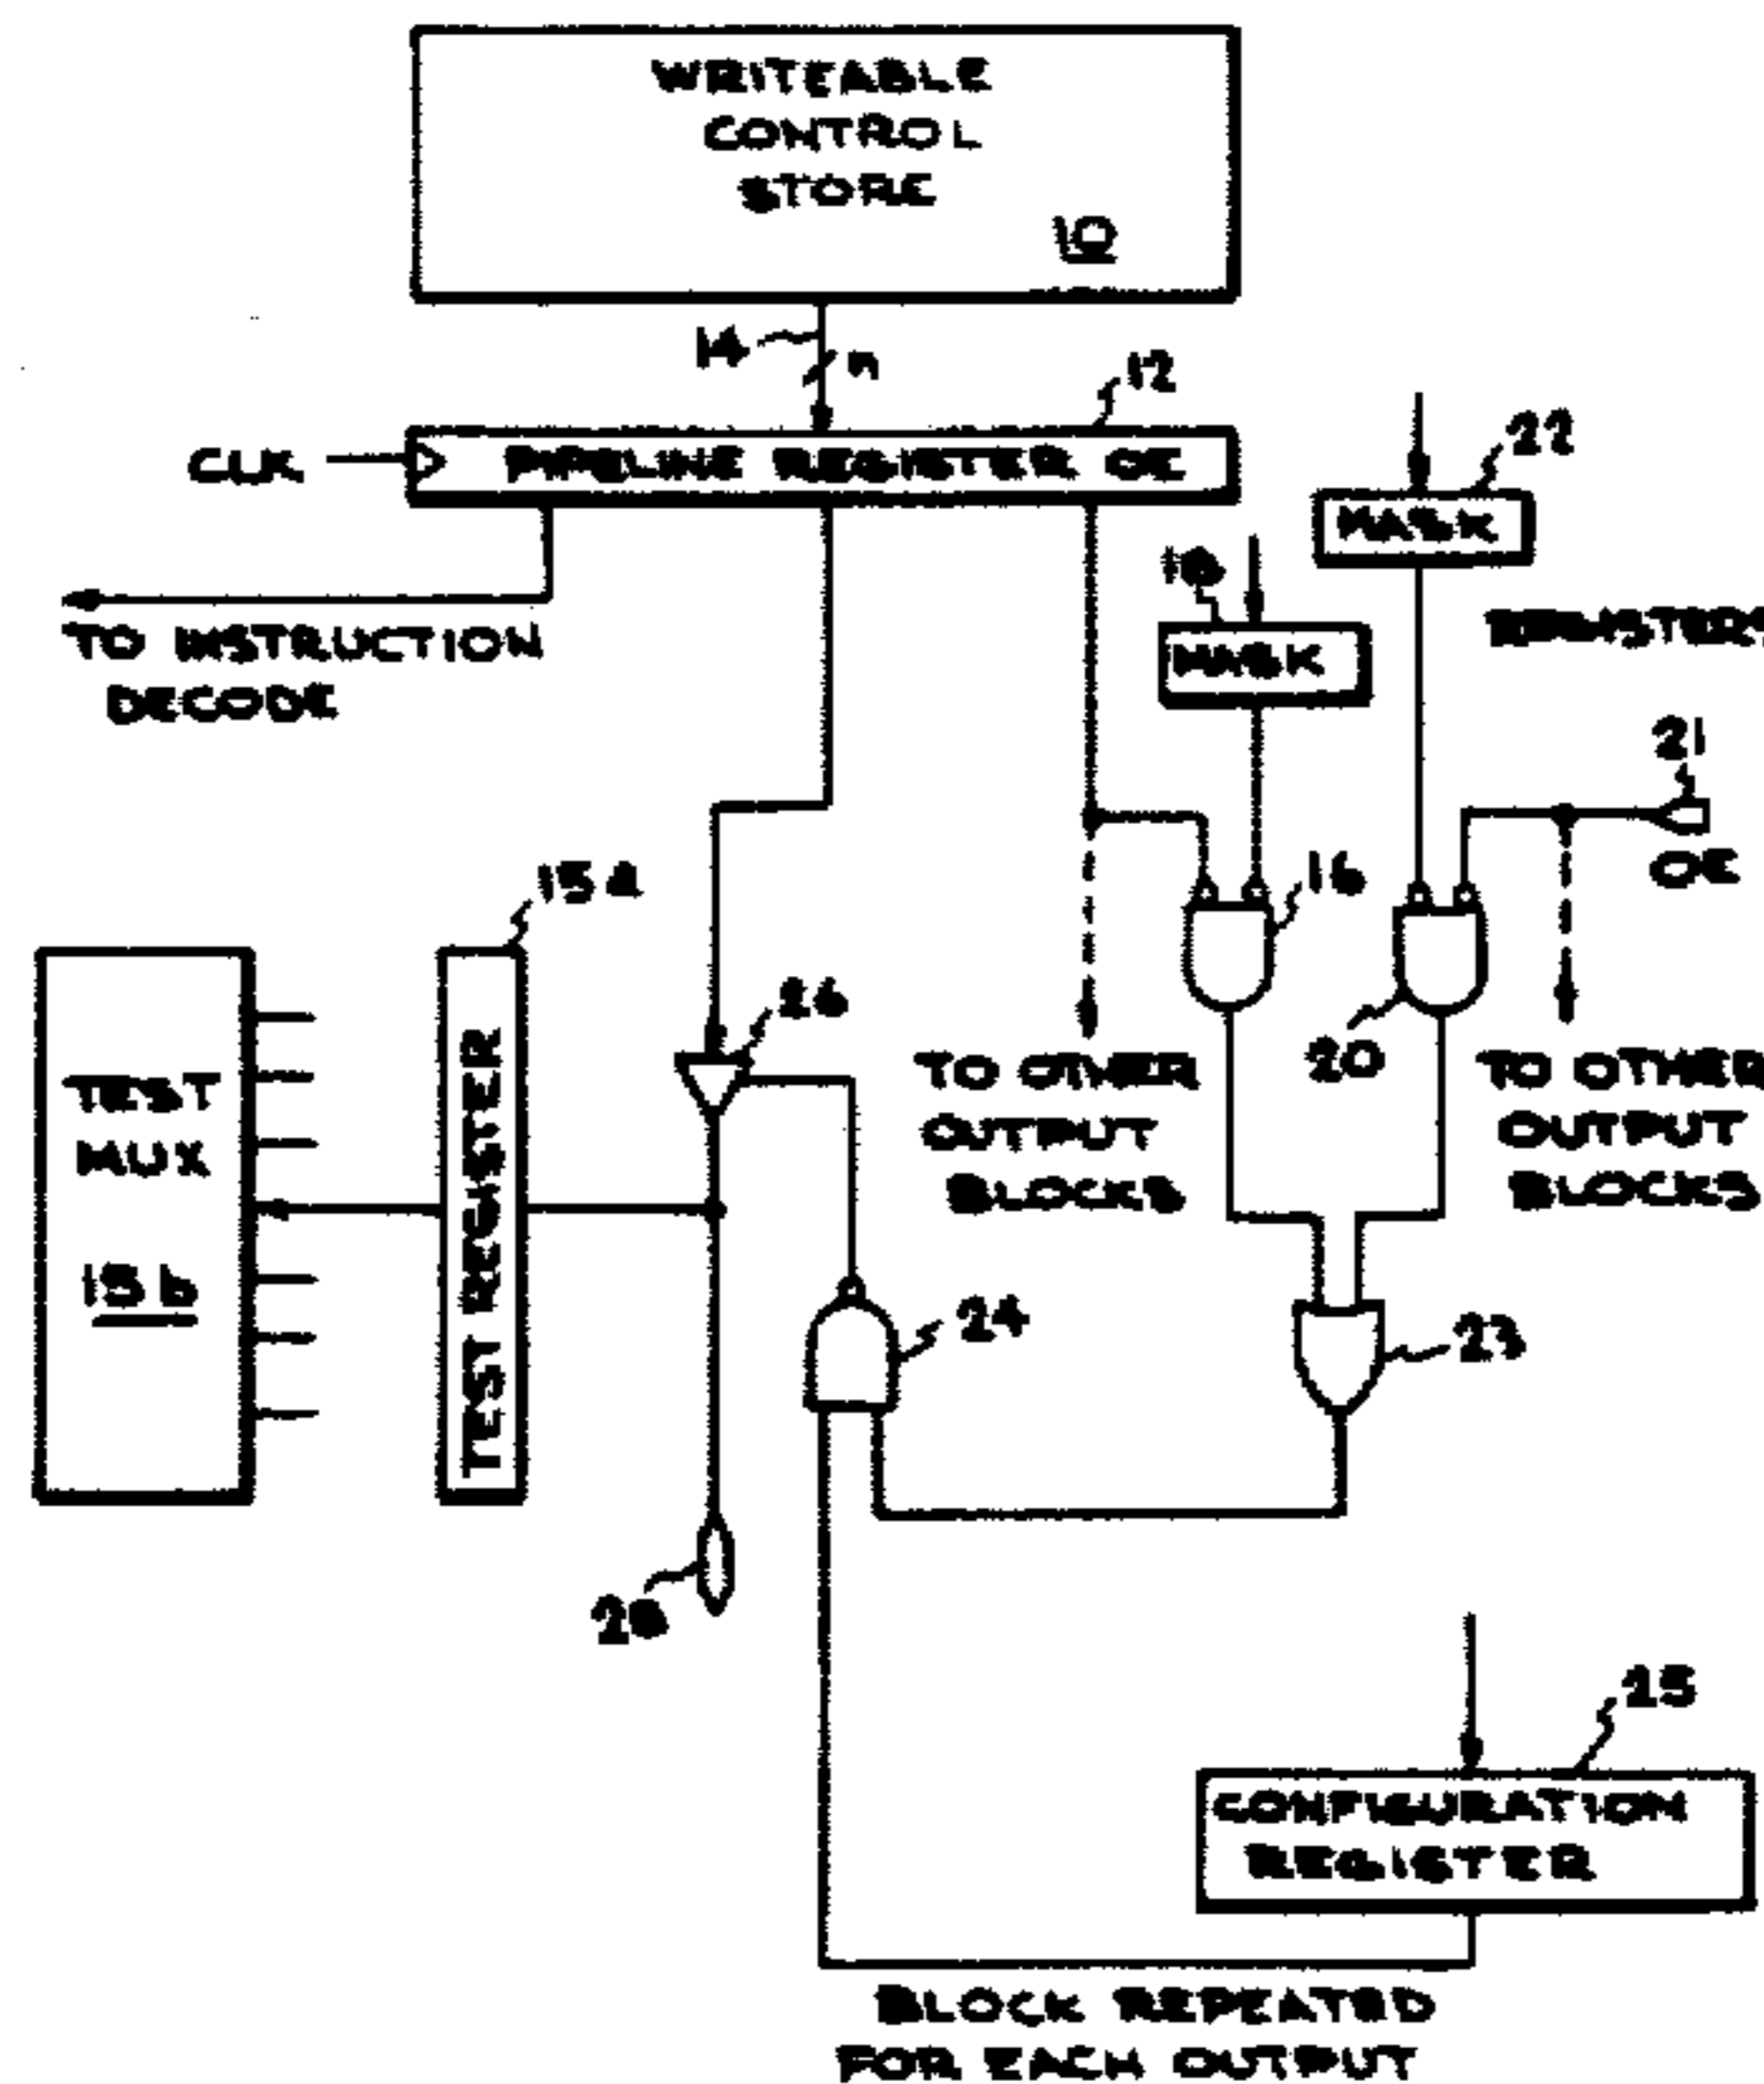 WRITEABLE
CONTROL
STORE
10
14
12
CLK
PIPELINE REGISTER OE
22
MASK
TO INSTRUCTION
DECODE
MASK
REGISTERS
21
OE
15a
16
26
20
TEST
MUX
15b
TEST REGISTER
TO OTHER
OUTPUT
BLOCKS
TO OTHER
OUTPUT
BLOCKS
24
23
28
25
CONFIGURATION
REGISTER
BLOCK REPEATED
FOR EACH OUTPUT